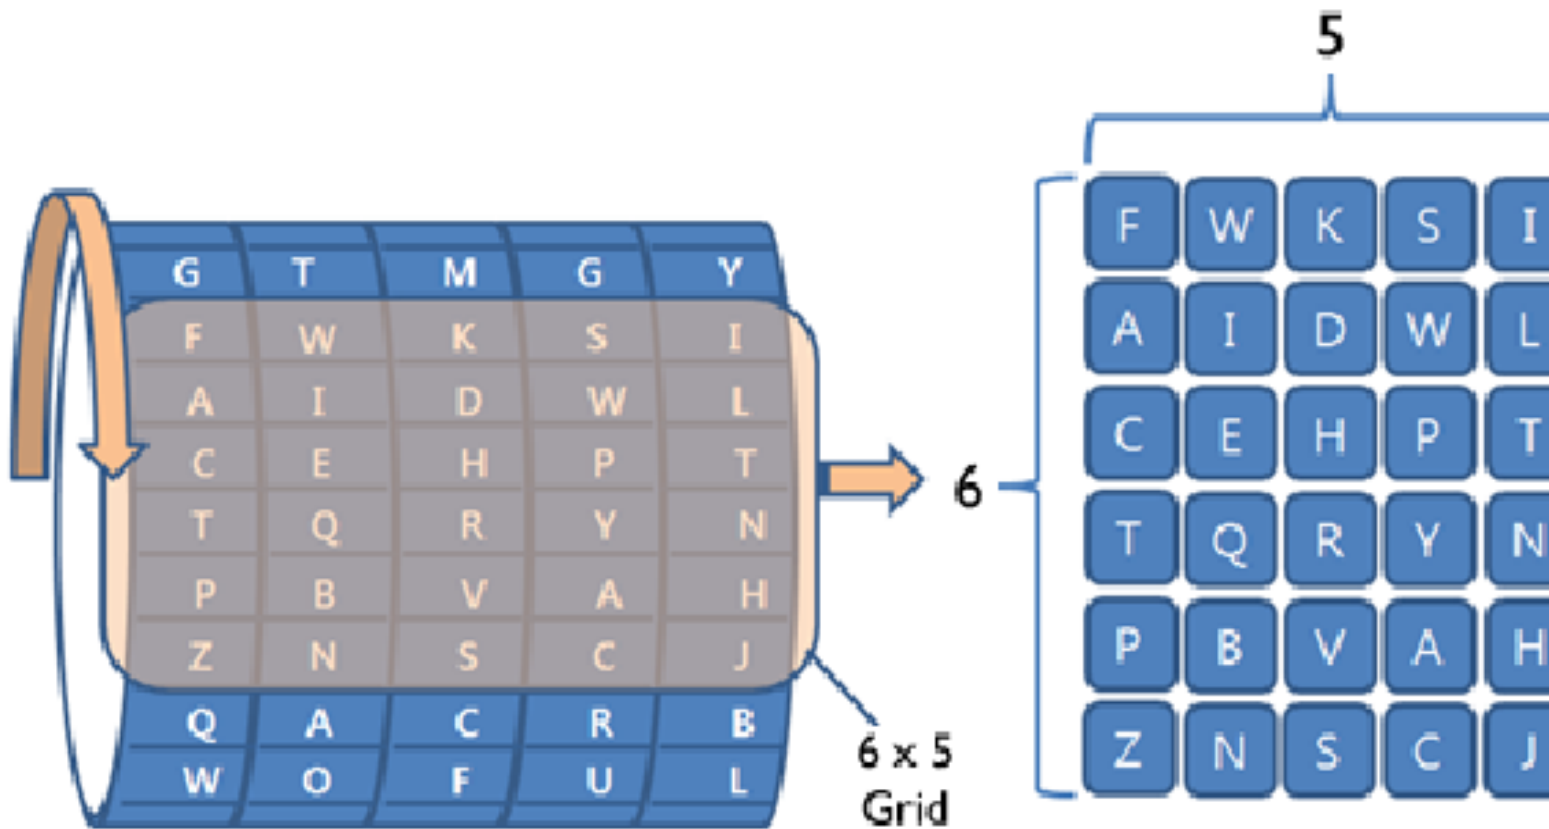 5
G T M G Y
F W K S I
A I D W L
C E H P T
T Q R Y N
P B V A H
Z N S C J
Q A C R B
W O F U L
6 x 5
Grid
6
F W K S I
A I D W L
C E H P T
T Q R Y N
P B V A H
Z N S C J